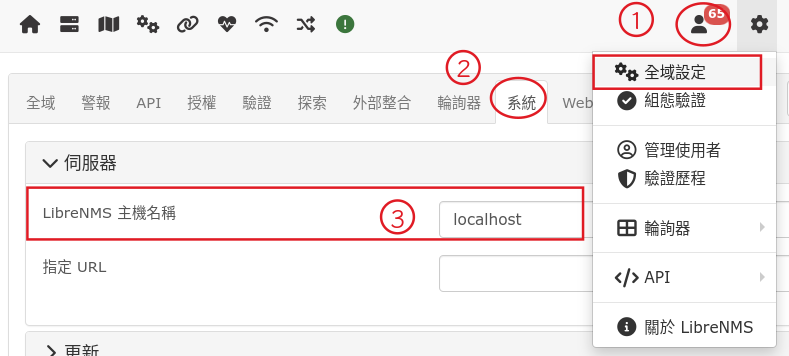 ① 65
②
全域 警報 API 授權 驗證 探索 外部整合 輪詢器 系統 Web
全域設定
組態驗證
管理使用者
驗證歷程
輪詢器
API
關於 LibreNMS
伺服器
LibreNMS 主機名稱 ③ localhost
指定 URL
更新